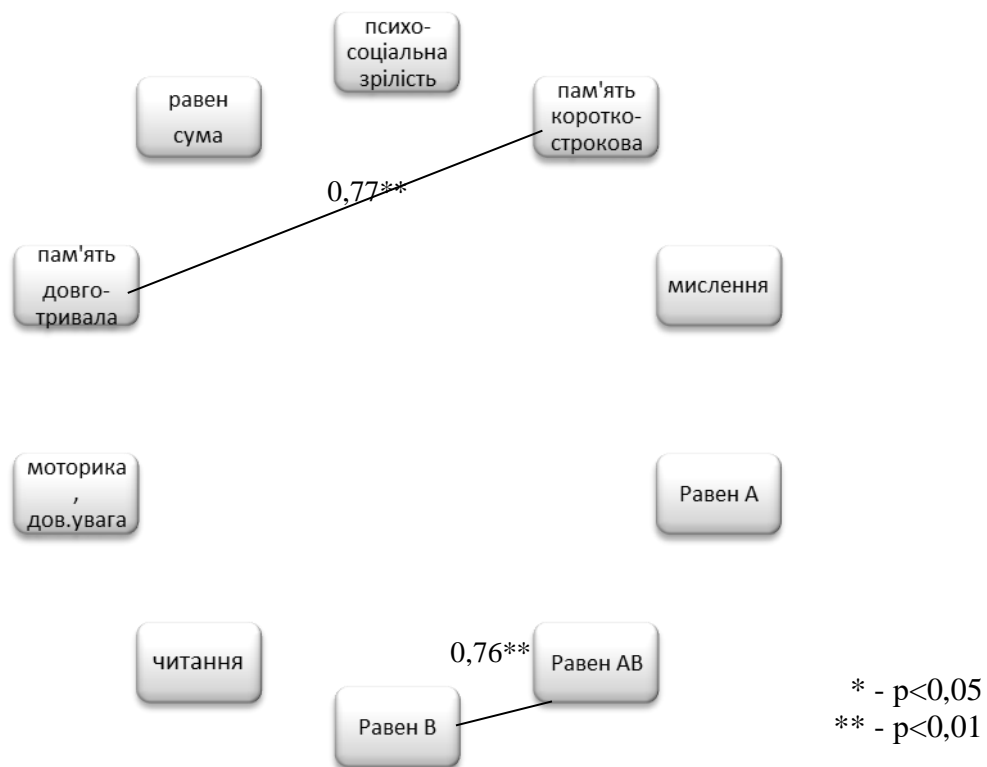 психо-
соціальна
зрілість
равен
сума
пам'ять
коротко-
строкова
0,77**
пам'ять
довго-
тривала
мислення
моторика
,
дов.увага
Равен А
читання
0,76**
Равен АВ
Равен В
* - p<0,05
** - p<0,01